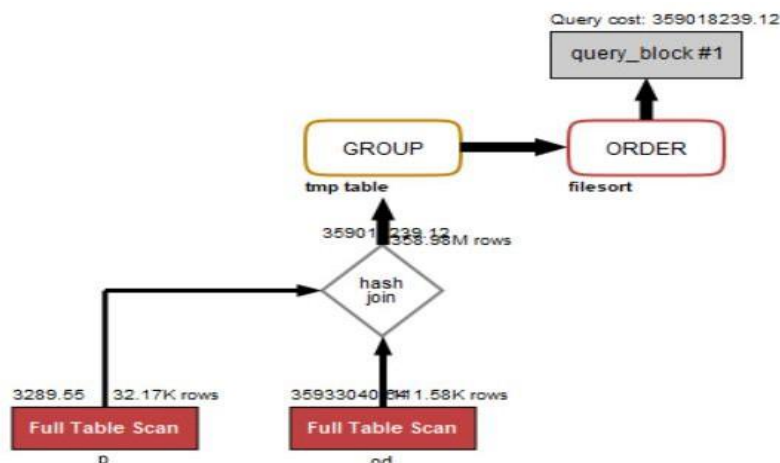 Query cost: 359018239.12
query_block #1
GROUP
ORDER
tmp table
filesort
358.98M rows
hash
join
3289.55 32.17K rows
Full Table Scan
Full Table Scan
p
od